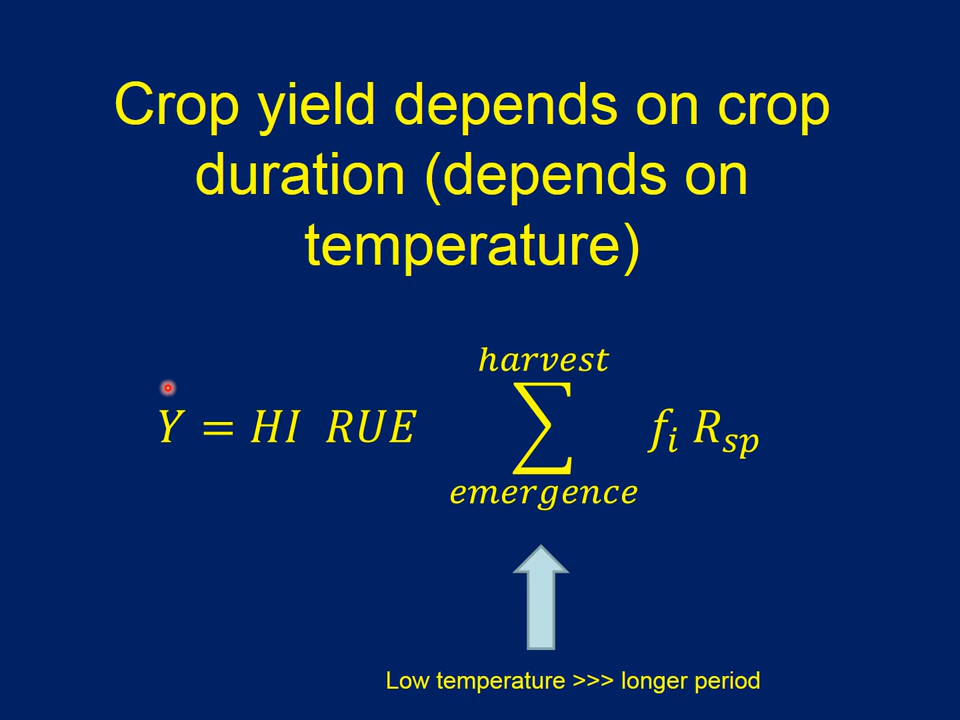 Crop yield depends on crop
duration (depends on
temperature)
harvest
Y = HI RUE ∑ f_i R_sp
emergence
Low temperature >>> longer period